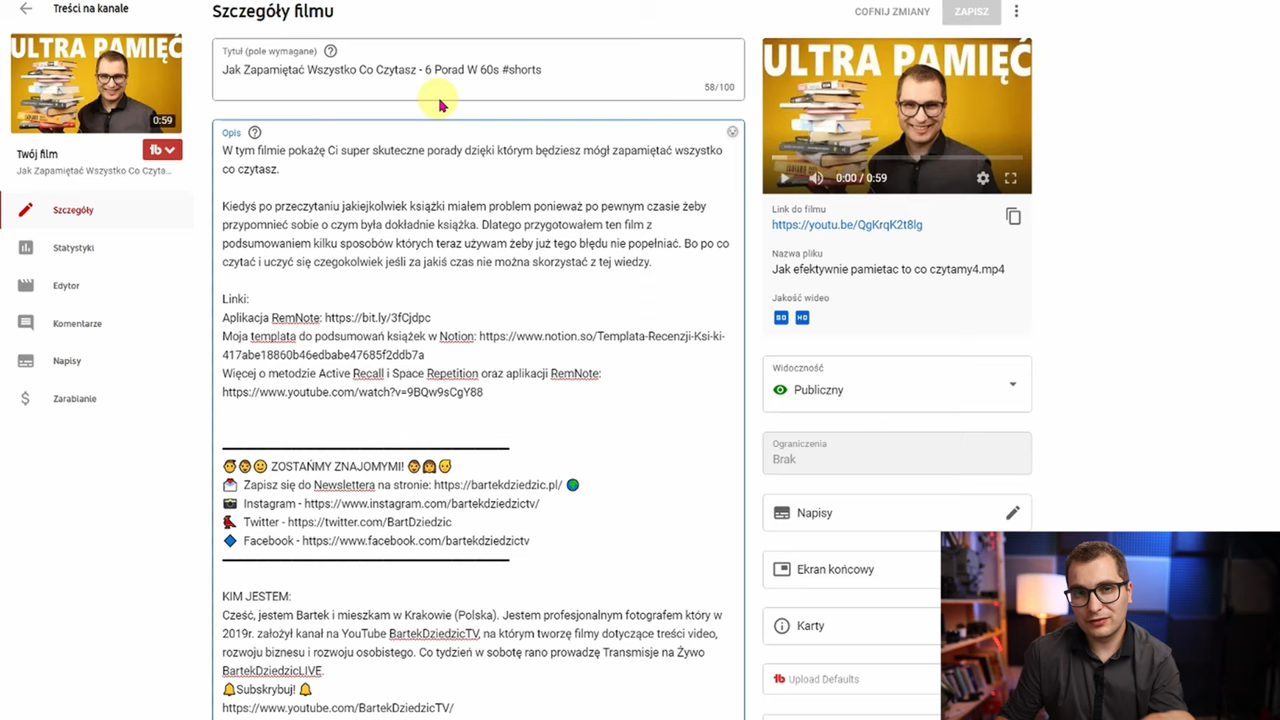 Treści na kanale
ULTRA PAMIĘĆ
0:59
Twój film
tb
Jak Zapamiętać Wszystko Co Czyta...
Szczegóły
Statystyki
Edytor
Komentarze
Napisy
Zarabianie
Szczegóły filmu
COFNIJ ZMIANY
ZAPISZ
Tytuł (pole wymagane)
Jak Zapamiętać Wszystko Co Czytasz - 6 Porad W 60s #shorts
58/100
Opis
W tym filmie pokażę Ci super skuteczne porady dzięki którym będziesz mógł zapamiętać wszystko
co czytasz.
Kiedyś po przeczytaniu jakiejkolwiek książki miałem problem ponieważ po pewnym czasie żeby
przypomnieć sobie o czym była dokładnie książka. Dlatego przygotowałem ten film z
podsumowaniem kilku sposobów których teraz używam żeby już tego błędu nie popełniać. Bo po co
czytać i uczyć się czegokolwiek jeśli za jakiś czas nie można skorzystać z tej wiedzy.
Linki:
Aplikacja RemNote: https://bit.ly/3fCjdpc
Moja templata do podsumowań książek w Notion: https://www.notion.so/Templata-Recenzji-Ksi-ki-
417abe18860b46edbabe47685f2ddb7a
Więcej o metodzie Active Recall i Space Repetition oraz aplikacji RemNote:
https://www.youtube.com/watch?v=9BQw9sCgY88
ZOSTAŃMY ZNAJOMYMI!
Zapisz się do Newslettera na stronie: https://bartekdziedzic.pl/
Instagram - https://www.instagram.com/bartekdziedzictv/
Twitter - https://twitter.com/BartDziedzic
Facebook - https://www.facebook.com/bartekdziedzictv
KIM JESTEM:
Cześć, jestem Bartek i mieszkam w Krakowie (Polska). Jestem profesjonalnym fotografem który w
2019r. założył kanał na YouTube BartekDziedzicTV, na którym tworzę filmy dotyczące treści video,
rozwoju biznesu i rozwoju osobistego. Co tydzień w sobotę rano prowadzę Transmisje na Żywo
BartekDziedzicLIVE.
Subskrybuj!
https://www.youtube.com/BartekDziedzicTV/
ULTRA PAMIĘĆ
0:00 / 0:59
Link do filmu
https://youtu.be/QgKrqK2t8lg
Nazwa pliku
Jak efektywnie pamietac to co czytamy4.mp4
Jakość wideo
SD HD
Widoczność
Publiczny
Ograniczenia
Brak
Napisy
Ekran końcowy
Karty
tb Upload Defaults